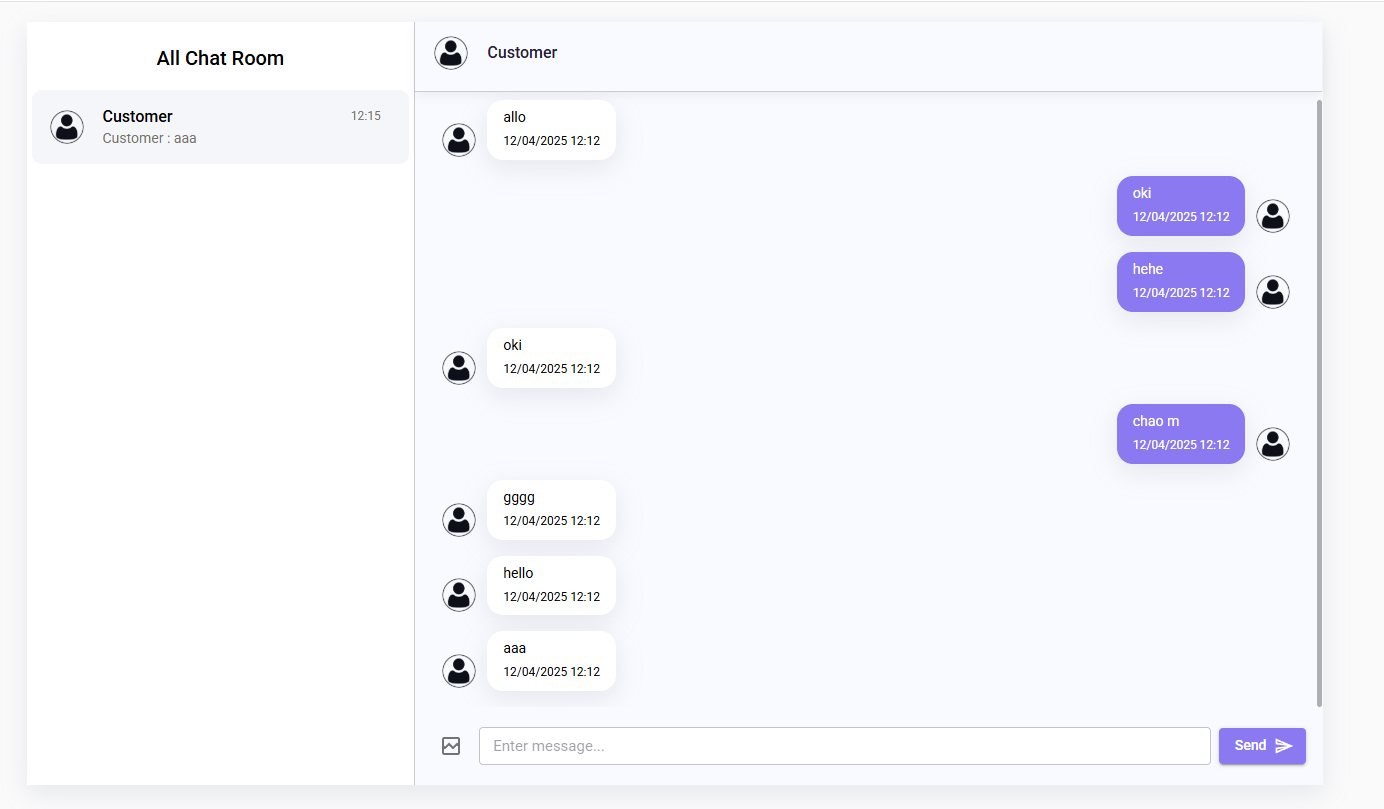 All Chat Room
Customer
12:15
Customer : aaa
Customer
allo
12/04/2025 12:12
oki
12/04/2025 12:12
hehe
12/04/2025 12:12
oki
12/04/2025 12:12
chao m
12/04/2025 12:12
gggg
12/04/2025 12:12
hello
12/04/2025 12:12
aaa
12/04/2025 12:12
Enter message...
Send